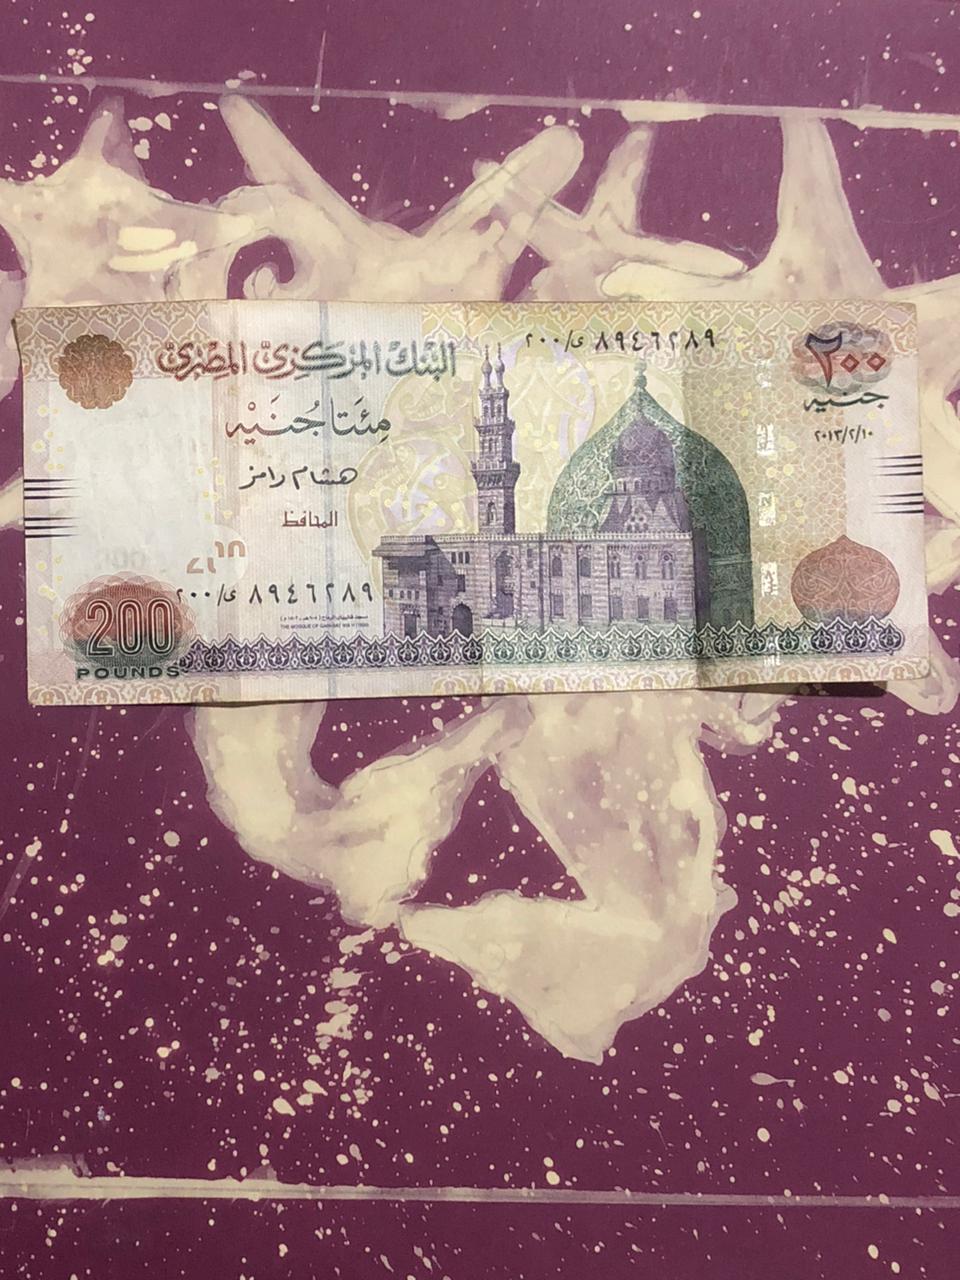 البنك المركزي المصري
٢٠٠/ی ٨٩٤٦٢٨٩
٢٠٠
جنيه
٢٠١٣/٢/١٠
مئتا جنيه
هشام رامز
المحافظ
٢٠٠/ی ٨٩٤٦٢٨٩
200
POUNDS